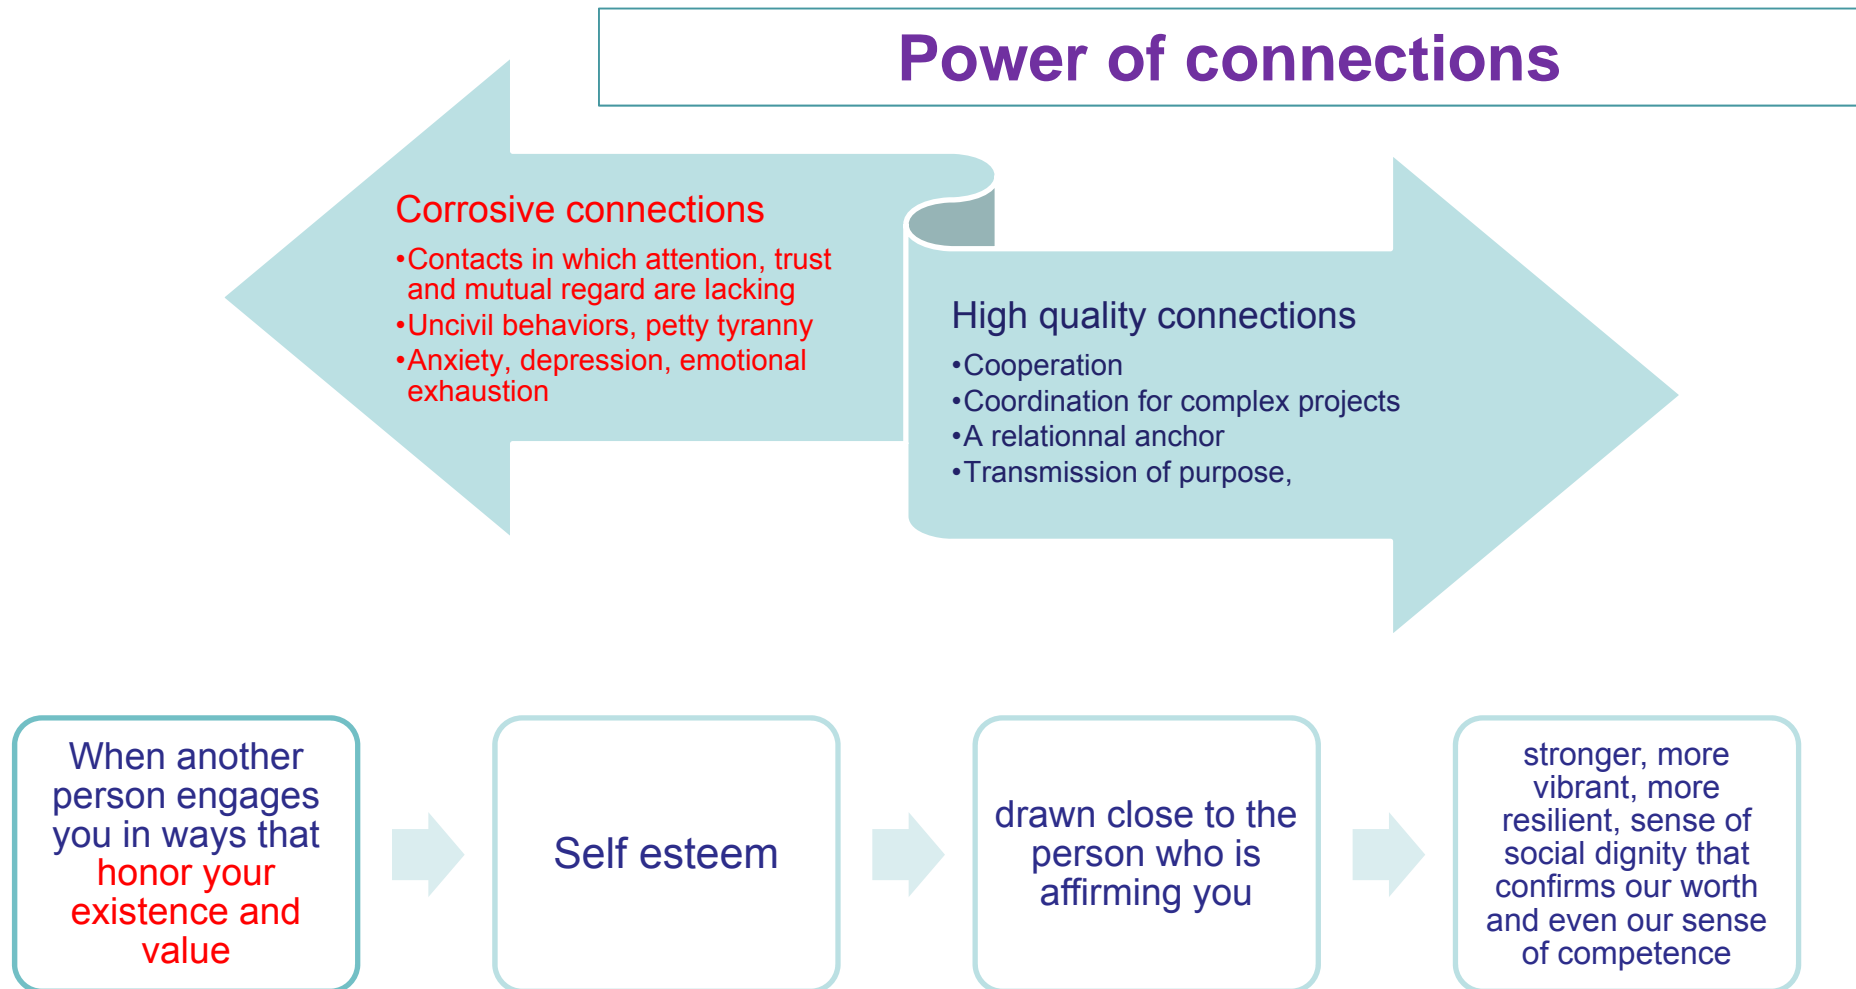 Power of connections
Corrosive connections
•Contacts in which attention, trust
and mutual regard are lacking
•Uncivil behaviors, petty tyranny
•Anxiety, depression, emotional
exhaustion
High quality connections
•Cooperation
•Coordination for complex projects
•A relationnal anchor
•Transmission of purpose,
When another
person engages
you in ways that
honor your
existence and
value
Self esteem
drawn close to the
person who is
affirming you
stronger, more
vibrant, more
resilient, sense of
social dignity that
confirms our worth
and even our sense
of competence